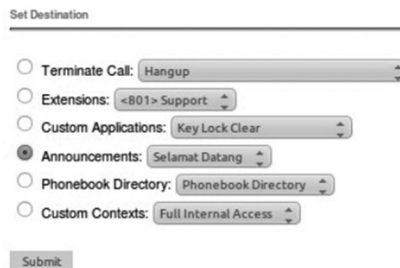 Set Destination
Terminate Call: Hangup
Extensions: <801> Support
Custom Applications: Key Lock Clear
Announcements: Selamat Datang
Phonebook Directory: Phonebook Directory
Custom Contexts: Full Internal Access
Submit